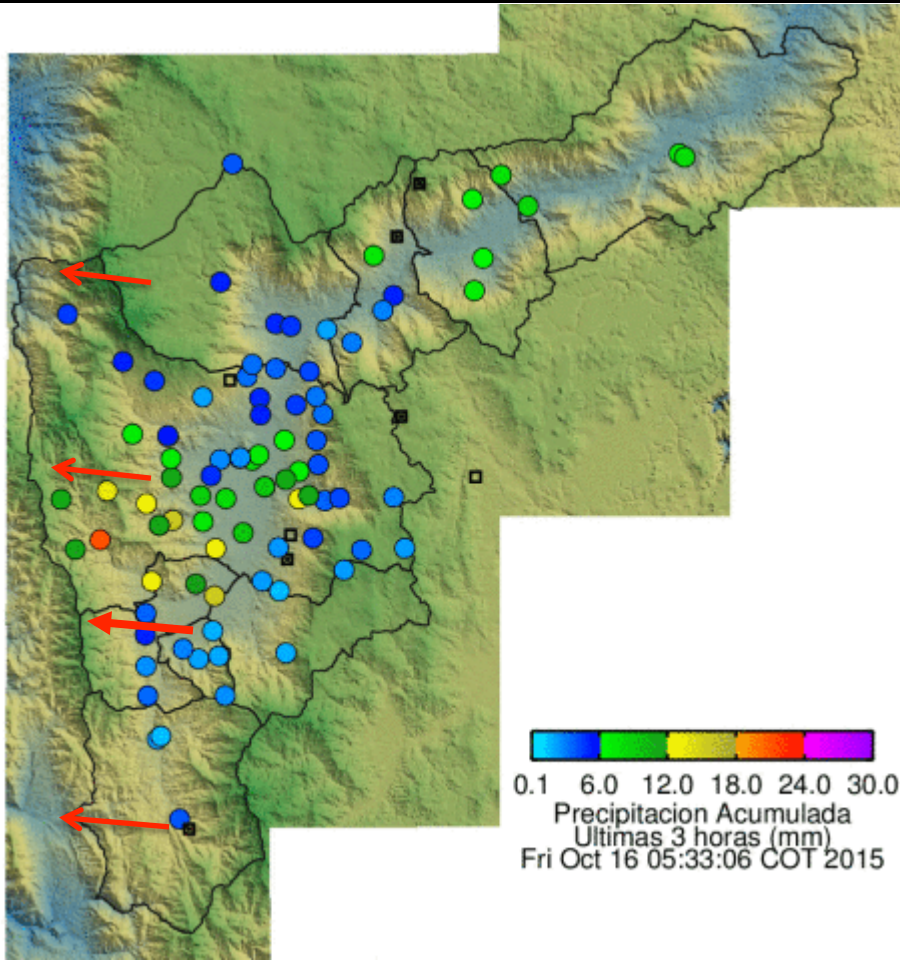 0.1 6.0 12.0 18.0 24.0 30.0
Precipitacion Acumulada
Ultimas 3 horas (mm)
Fri Oct 16 05:33:06 COT 2015